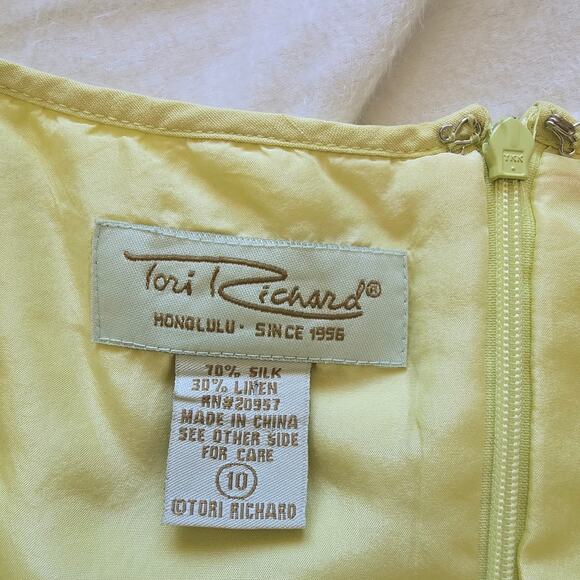 Tori Richard®
HONOLULU · SINCE 1956
70% SILK
30% LINEN
RN#20957
MADE IN CHINA
SEE OTHER SIDE
FOR CARE
10
©TORI RICHARD
YKK